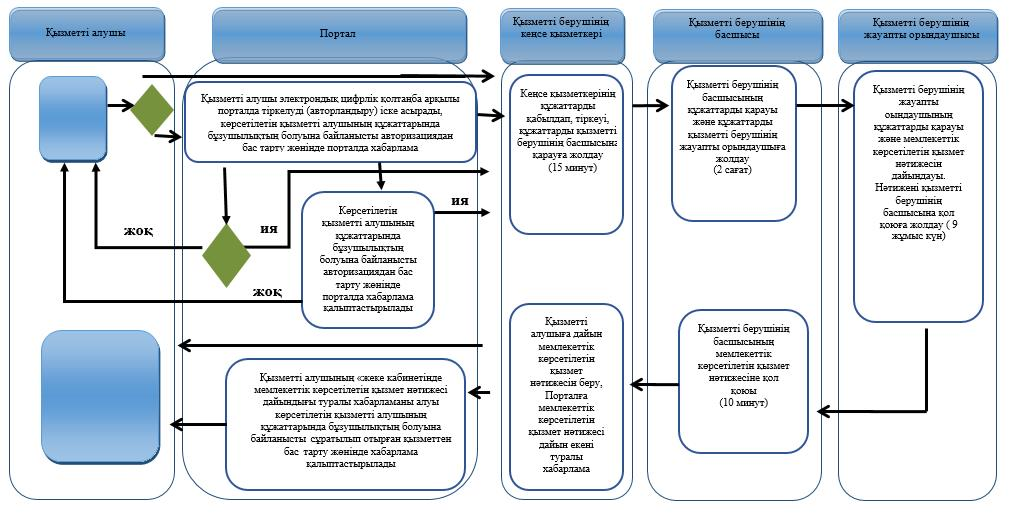 Қызметті алушы
Портал
Қызметті берушінің
кеңсе қызметкері
Қызметті берушінің
басшысы
Қызметті берушінің
жауапты орындаушысы
Қызметті алушы электрондық цифрлік қолтанба арқылы
порталда тіркелуді (авторландыру) іске асырады,
көрсетілетін қызметті алушының құжаттарында
бұзушылықтың болуына байланысты авторизациядан
бас тарту жөнінде порталда хабарлама
Кеңсе қызметкерінің
құжаттарды
қабылдап, тіркеуі,
құжаттарды қызметті
берушінің басшысына
қарауға жолдау
(15 минут)
Қызметті берушінің
басшысының
құжаттарды қарауы
және құжаттарды
қызметті берушінің
жауапты орындаушыға
жолдау
(2 сағат)
Қызметті берушінің
жауапты
оындаушының
құжаттарды қарауы
және мемлекеттік
көрсетілетін қызмет
нәтижесін
дайындауы.
Нәтижені қызметті
берушінің
басшысына қол
қоюға жолдау ( 9
жұмыс күн)
Көрсетілетін
қызметті алушының
құжаттарында
бұзушылықтың
болуына байланысты
авторизациядан бас
тарту жөнінде
порталда хабарлама
қалыптастырылады
ИЯ
жоқ
ИЯ
жоқ
Қызметті
алушыға дайын
мемлекеттік
көрсетілетін
қызмет
нәтижесін беру,
Порталға
мемлекеттік
көрсетілетін
қызмет нәтижесі
дайын екені
туралы
хабарлама
Қызметті берушінің
басшысының
мемлекеттік
көрсетілетін қызмет
нәтижесіне қол
қоюы
(10 минут)
Қызметті алушының «жеке кабинетінде
мемлекеттік көрсетілетін қызмет нәтижесі
дайындығы туралы хабарламаны алуы
көрсетілетін қызметті алушының
құжаттарында бұзушылықтың болуына
байланысты сұратылып отырған қызметтен
бас тарту жөнінде хабарлама
қалыптастырылады